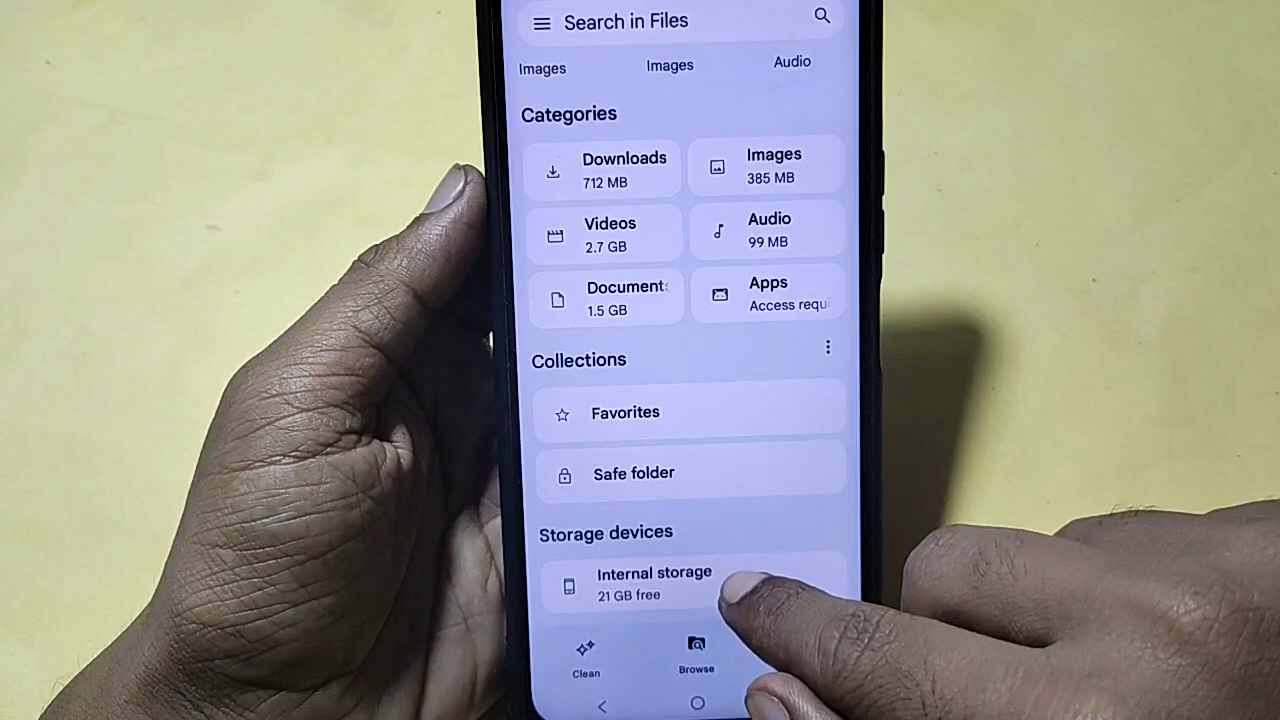 Search in Files
Images
Images
Audio
Categories
Downloads
712 MB
Images
385 MB
Videos
2.7 GB
Audio
99 MB
Document
1.5 GB
Apps
Access requi
Collections
Favorites
Safe folder
Storage devices
Internal storage
21 GB free
Clean
Browse